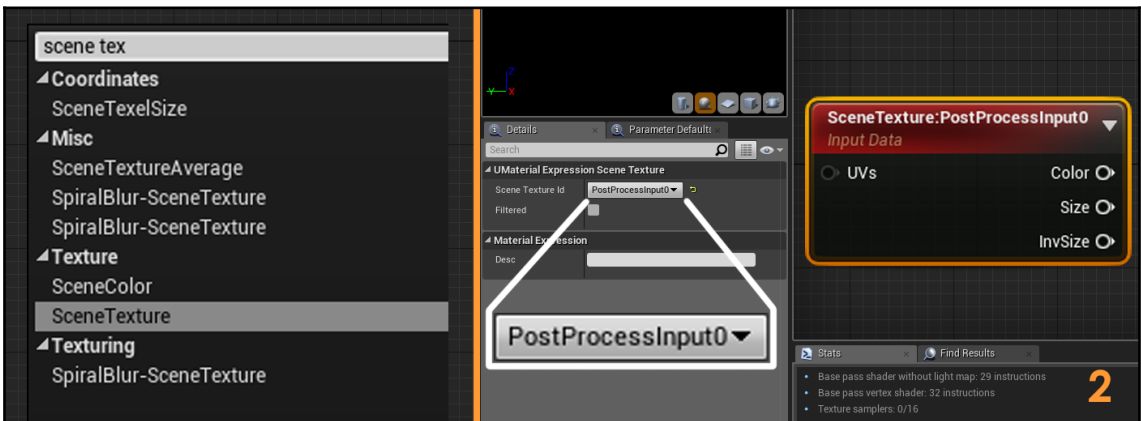 scene tex
Coordinates
SceneTexelSize
Misc
SceneTextureAverage
SpiralBlur-SceneTexture
SpiralBlur-SceneTexture
Texture
SceneColor
SceneTexture
Texturing
SpiralBlur-SceneTexture
Z
Y X
Details × Parameter Defaults ×
Search
UMaterial Expression Scene Texture
Scene Texture Id PostProcessInput0
Filtered
Material Expression
Desc
PostProcessInput0
SceneTexture:PostProcessInput0
Input Data
UVs Color
Size
InvSize
Stats × Find Results ×
• Base pass shader without light map: 29 instructions
• Base pass vertex shader: 32 instructions
• Texture samplers: 0/16
2